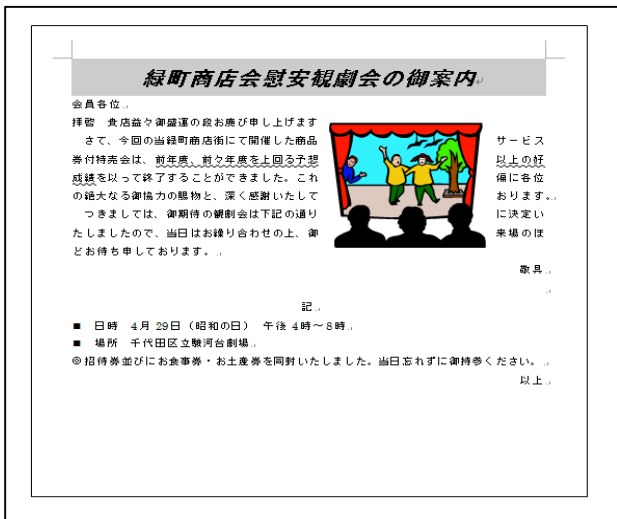 緑町商店会慰安観劇会の御案内
会員各位
拝啓　貴店益々御盛運の段お慶び申し上げます
さて、今回の当緑町商店街にて開催した商品　サービス
券付特売会は、前年度、前々年度を上回る予想　以上の好
成績を以って終了することができました。これ　偏に各位
の絶大なる御協力の賜物と、深く感謝いたして　おります。
つきましては、御期待の観劇会は下記の通り　に決定い
たしましたので、当日はお繰り合わせの上、御　来場のほ
どお待ち申しております。
敬具
記
■　日時　4月 29日（昭和の日）　午後 4時～8時
■　場所　千代田区立駿河台劇場
◎招待券並びにお食事券・お土産券を同封いたしました。当日忘れずに御持参ください。
以上